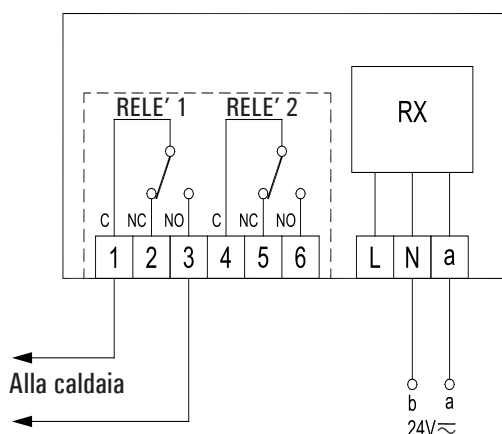 RELE' 1 RELE' 2
RX
C NC NO C NC NO
1 2 3 4 5 6 L N a
Alla caldaia
b a
24V⎓